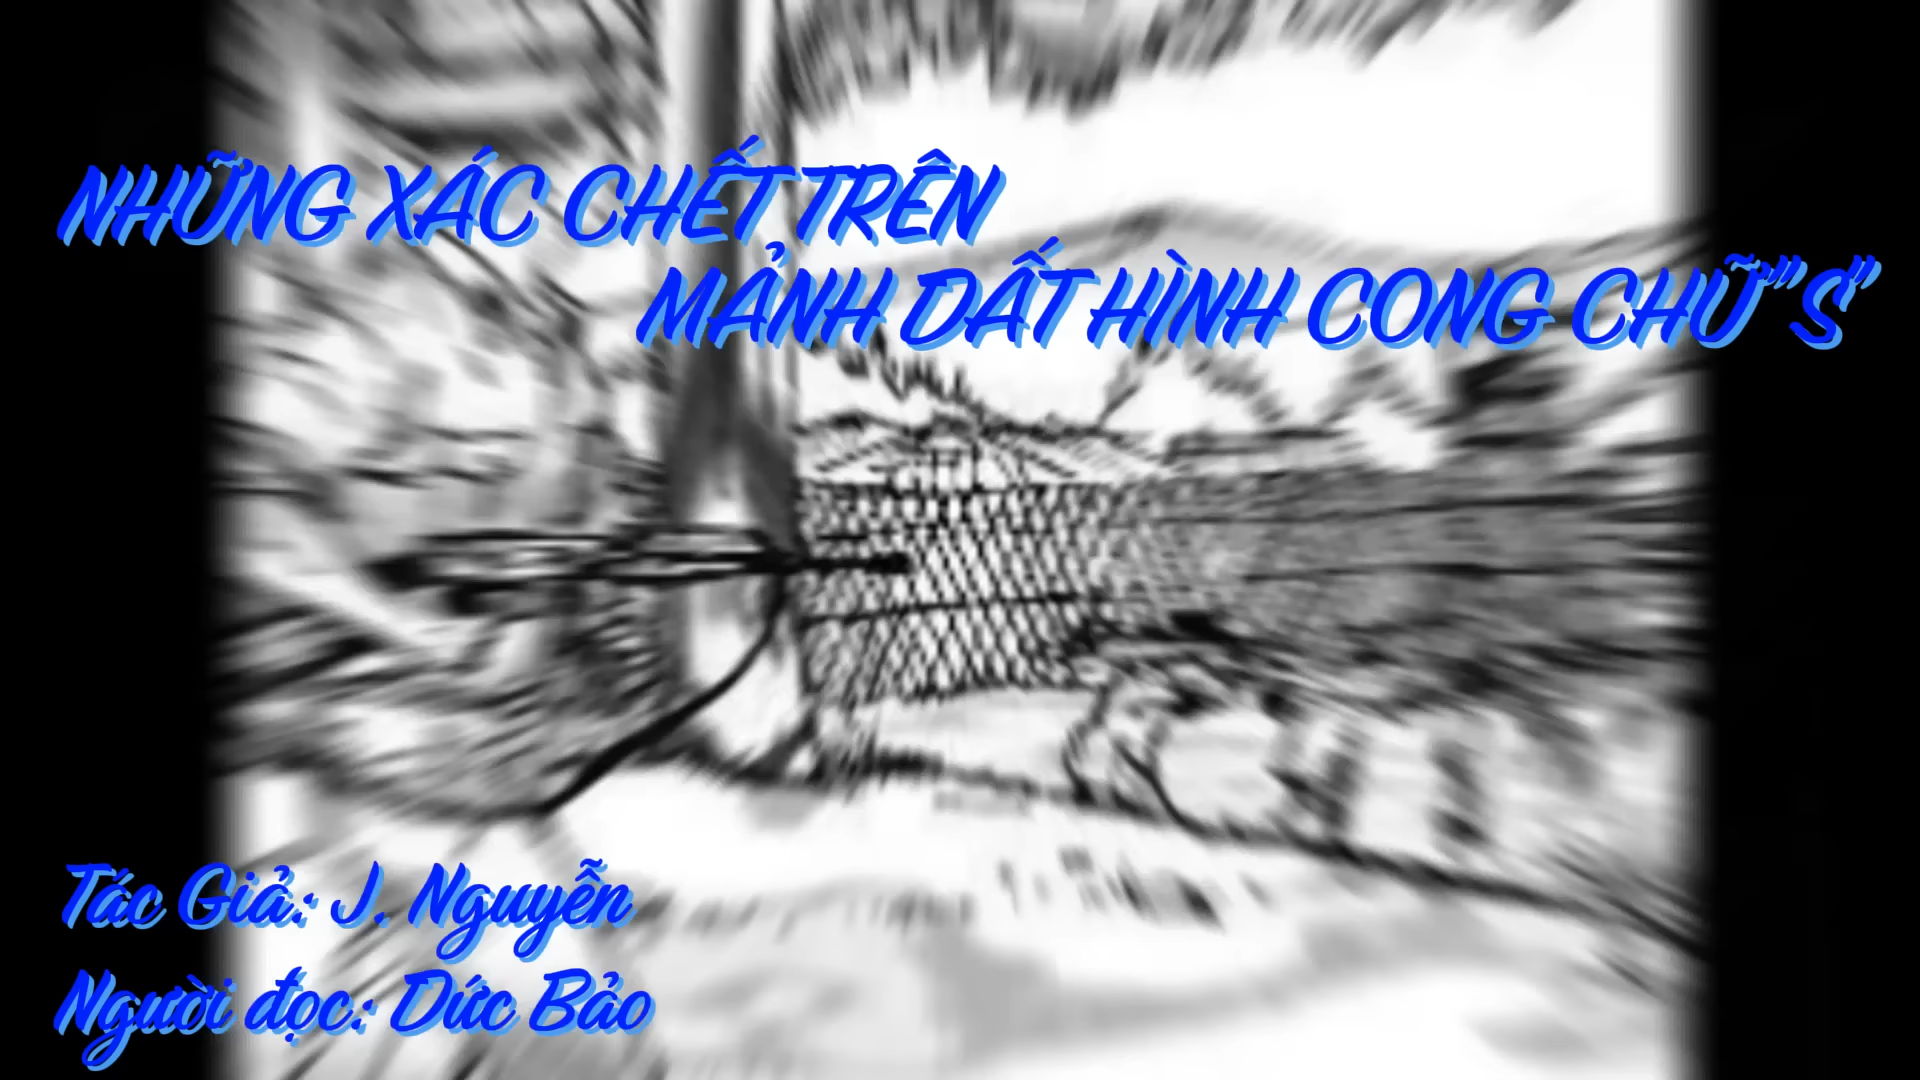 NHỮNG XÁC CHẾT TRÊN
MẢNH ĐẤT HÌNH CONG CHỮ "S"
Tác Giả: J. Nguyễn
Người đọc: Đức Bảo